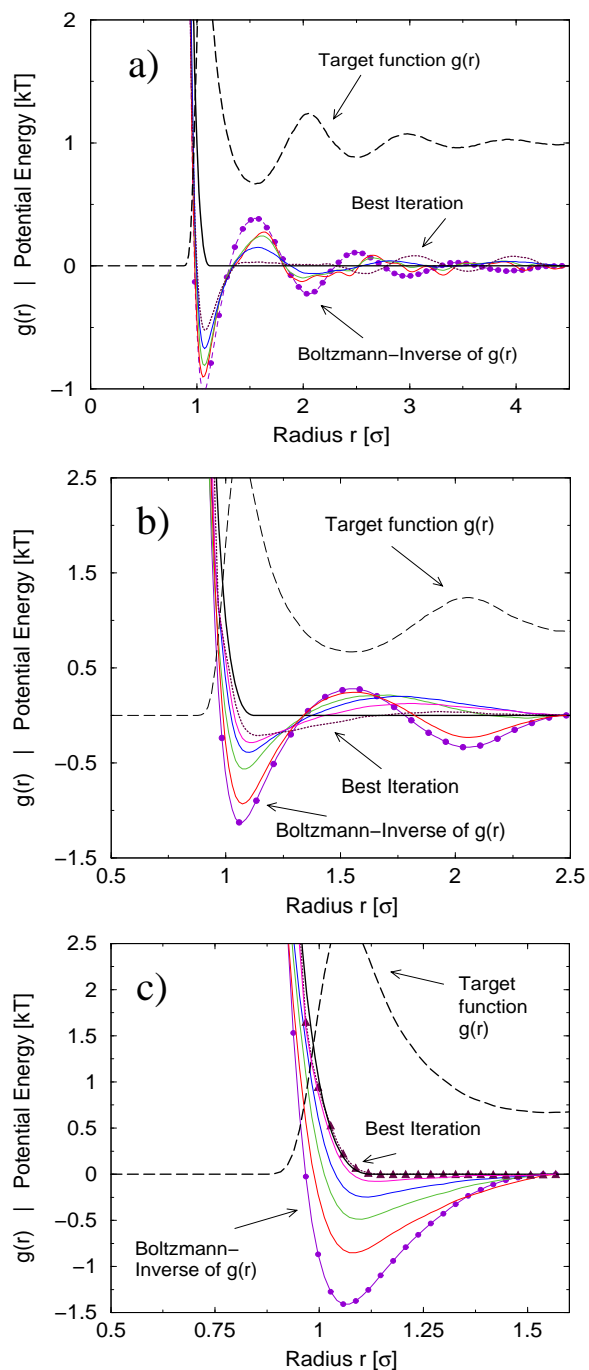 2
a)
Target function g(r)
1
Best Iteration
0
Boltzmann−Inverse of g(r)
−1
0 1 2 3 4
g(r) | Potential Energy [kT]
Radius r [σ]
2.5
b)
Target function g(r)
1.5
0.5
Best Iteration
−0.5
Boltzmann−Inverse of g(r)
−1.5
0.5 1 1.5 2 2.5
g(r) | Potential Energy [kT]
Radius r [σ]
2.5
c)
Target
function
g(r)
2
1.5
1
0.5
Best Iteration
0
−0.5
Boltzmann−
Inverse of g(r)
−1
−1.5
0.5 0.75 1 1.25 1.5
g(r) | Potential Energy [kT]
Radius r [σ]